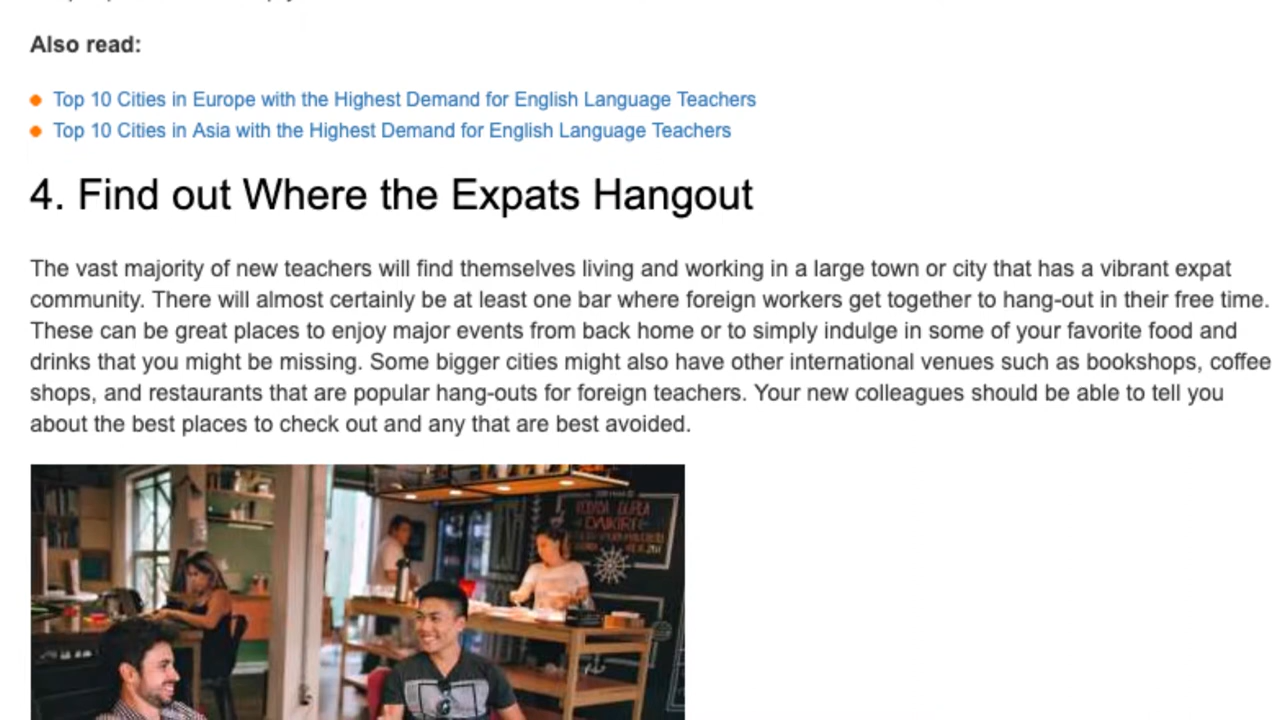 Also read:
Top 10 Cities in Europe with the Highest Demand for English Language Teachers
Top 10 Cities in Asia with the Highest Demand for English Language Teachers
4. Find out Where the Expats Hangout
The vast majority of new teachers will find themselves living and working in a large town or city that has a vibrant expat
community. There will almost certainly be at least one bar where foreign workers get together to hang-out in their free time.
These can be great places to enjoy major events from back home or to simply indulge in some of your favorite food and
drinks that you might be missing. Some bigger cities might also have other international venues such as bookshops, coffee
shops, and restaurants that are popular hang-outs for foreign teachers. Your new colleagues should be able to tell you
about the best places to check out and any that are best avoided.